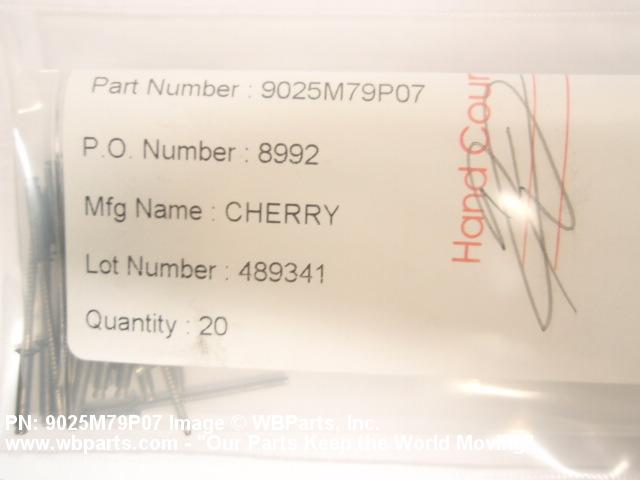 Part Number : 9025M79P07
P.O. Number : 8992
Mfg Name : CHERRY
Lot Number : 489341
Quantity : 20
Hand Coun
PN: 9025M79P07 Image © WBParts, Inc.
www.wbparts.com - "Our Parts Keep the World Moving"